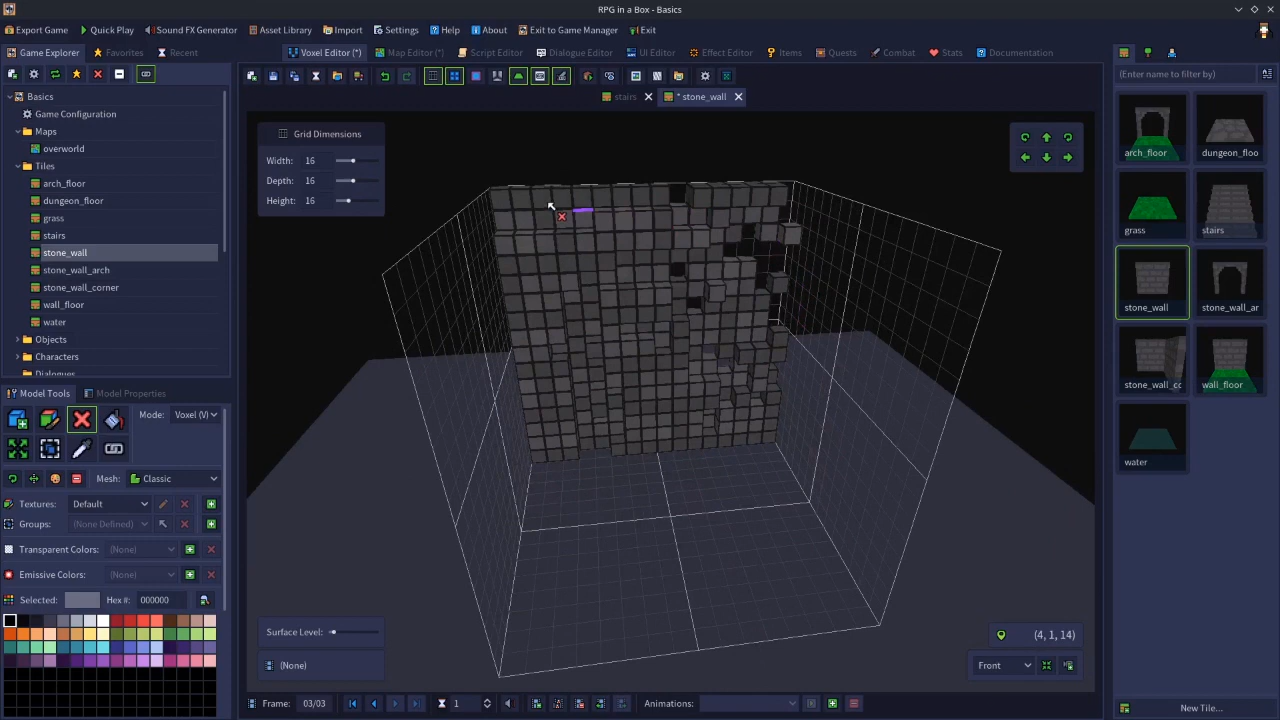 RPG in a Box - Basics
Export Game Quick Play Sound FX Generator Asset Library Import Settings Help About Exit to Game Manager Exit
Game Explorer Favorites Recent Voxel Editor (*) Map Editor (*) Script Editor Dialogue Editor UI Editor Effect Editor Items Quests Combat Stats Documentation
(Enter name to filter by)
stairs * stone_wall
Basics
Game Configuration
Maps
overworld
Tiles
arch_floor
dungeon_floor
grass
stairs
stone_wall
stone_wall_arch
stone_wall_corner
wall_floor
water
Objects
Characters
Dialogues
Grid Dimensions
Width: 16
Depth: 16
Height: 16
arch_floor dungeon_floo
grass stairs
stone_wall stone_wall_ar
stone_wall_cc wall_floor
water
Model Tools Model Properties
Mode: Voxel (V)
Mesh: Classic
Textures: Default
Groups: (None Defined)
Transparent Colors: (None)
Emissive Colors: (None)
Selected: Hex #: 000000
Surface Level:
(None)
(4, 1, 14)
Front
Frame: 03/03 1 Animations:
New Tile...